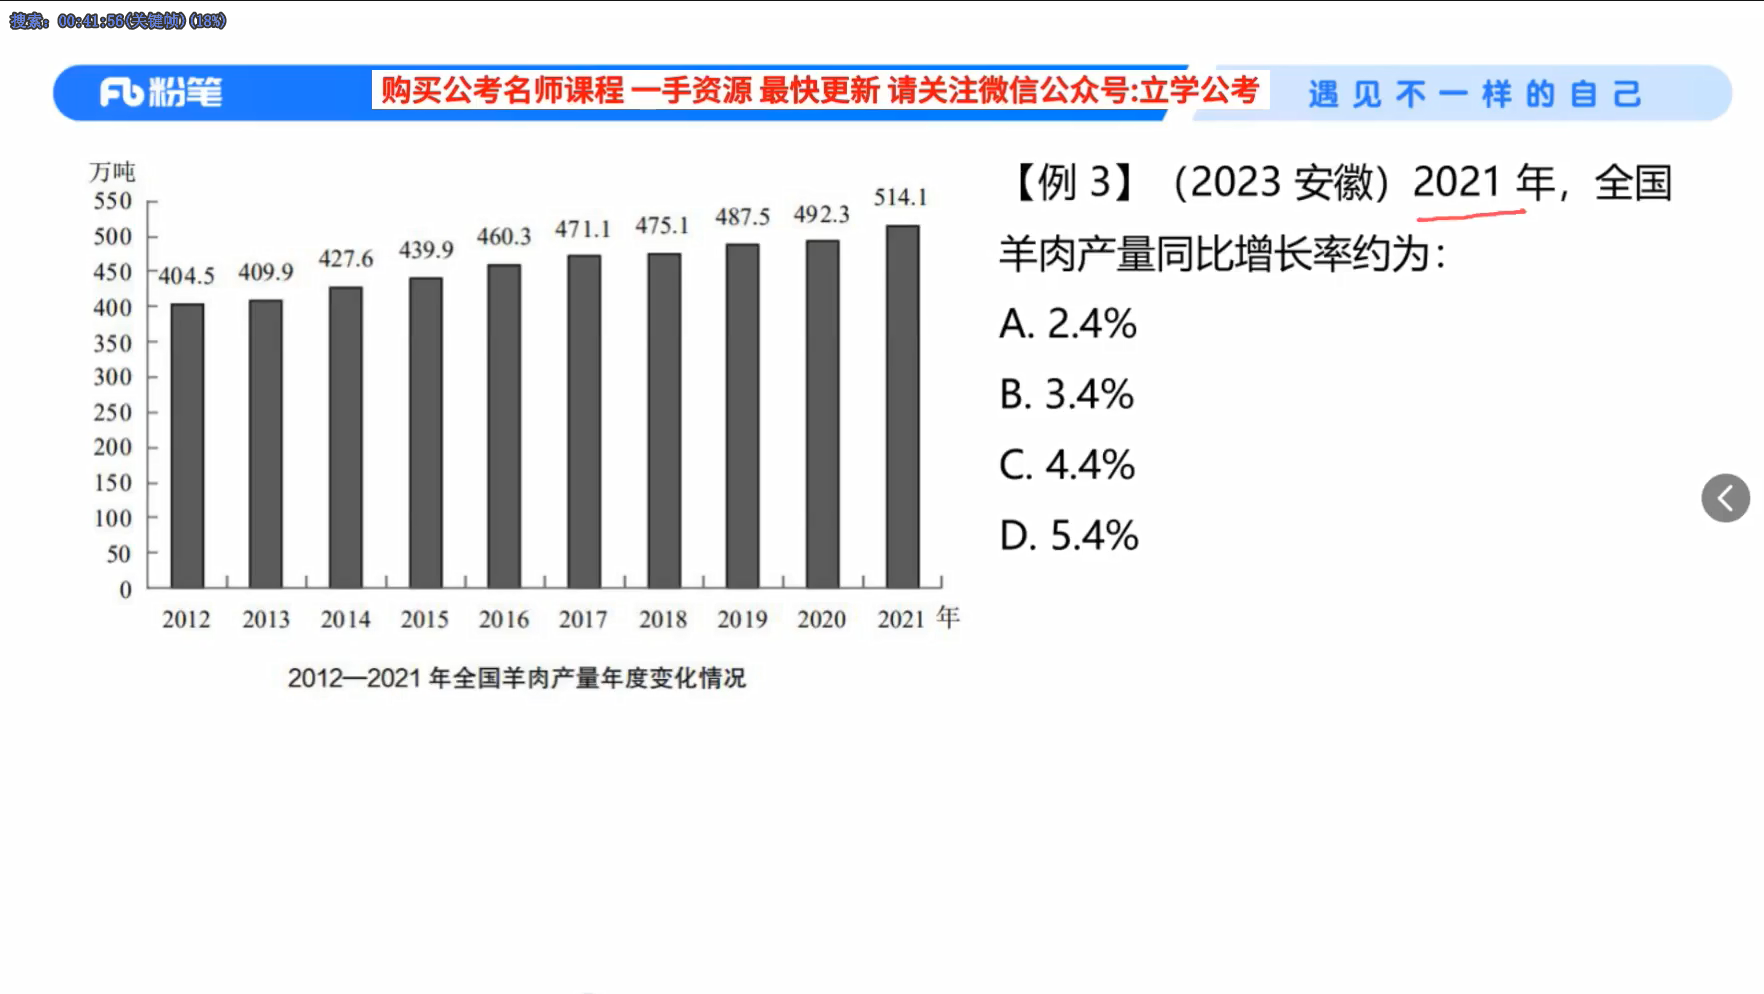 搜索: 00:41:56(关键帧)(18%)
粉笔
购买公考名师课程 一手资源 最快更新 请关注微信公众号:立学公考
遇见不一样的自己
万吨
550
500
450
400
350
300
250
200
150
100
50
0
404.5
409.9
427.6
439.9
460.3
471.1
475.1
487.5
492.3
514.1
2012
2013
2014
2015
2016
2017
2018
2019
2020
2021
年
2012—2021 年全国羊肉产量年度变化情况
【例 3】（2023 安徽）2021 年，全国
羊肉产量同比增长率约为：
A. 2.4%
B. 3.4%
C. 4.4%
D. 5.4%